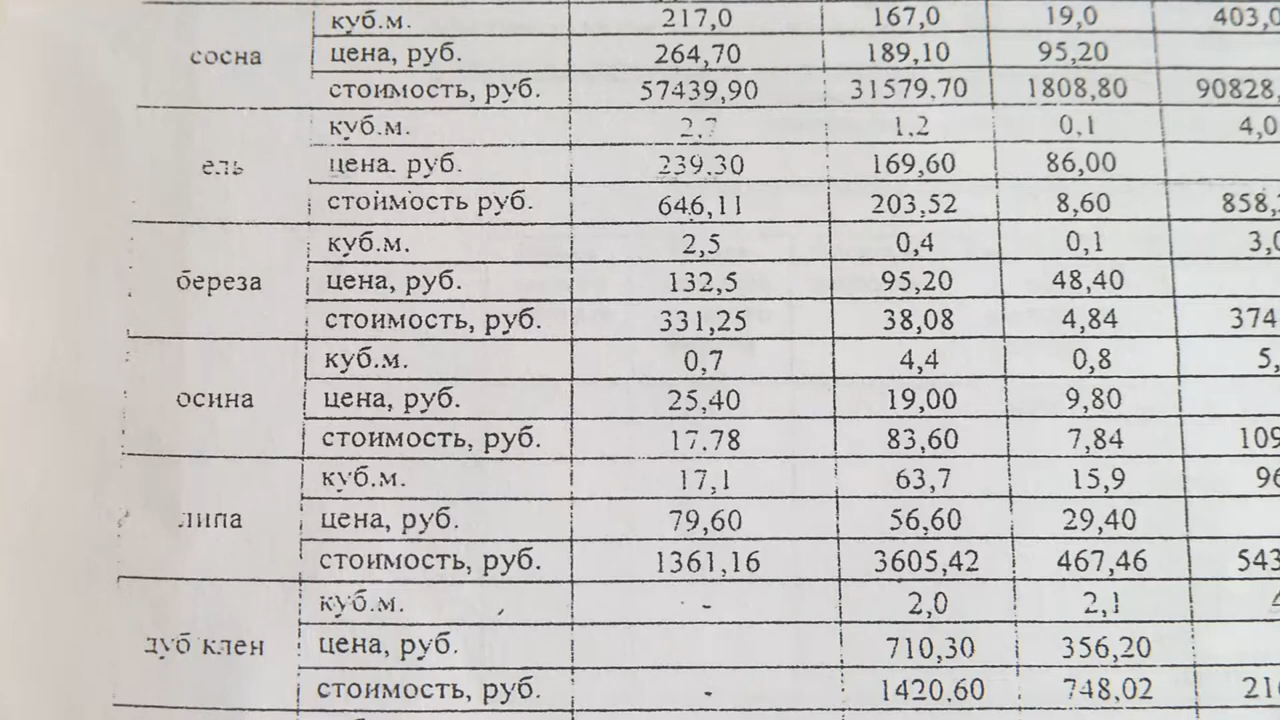 куб.м. 217,0 167,0 19,0 403,0
сосна цена, руб. 264,70 189,10 95,20
стоимость, руб. 57439,90 31579,70 1808,80 90828,
куб.м. 2,7 1,2 0,1 4,0
ель цена. руб. 239,30 169,60 86,00
стоимость руб. 646,11 203,52 8,60 858,
куб.м. 2,5 0,4 0,1 3,0
береза цена, руб. 132,5 95,20 48,40
стоимость, руб. 331,25 38,08 4,84 374
куб.м. 0,7 4,4 0,8 5,
осина цена, руб. 25,40 19,00 9,80
стоимость, руб. 17.78 83,60 7,84 109
куб.м. 17,1 63,7 15,9 96
липа цена, руб. 79,60 56,60 29,40
стоимость, руб. 1361,16 3605,42 467,46 543
куб.м. - 2,0 2,1
дуб клен цена, руб. 710,30 356,20
стоимость, руб. - 1420.60 748,02 21